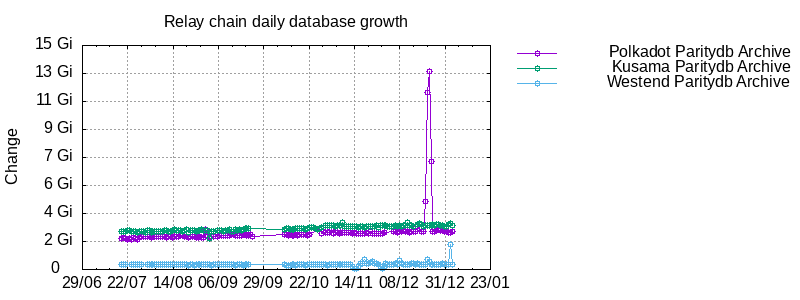 Relay chain daily database growth
15 Gi
13 Gi
11 Gi
9 Gi
7 Gi
6 Gi
4 Gi
2 Gi
0
Change
29/06 22/07 14/08 06/09 29/09 22/10 14/11 08/12 31/12 23/01
Polkadot Paritydb Archive
Kusama Paritydb Archive
Westend Paritydb Archive